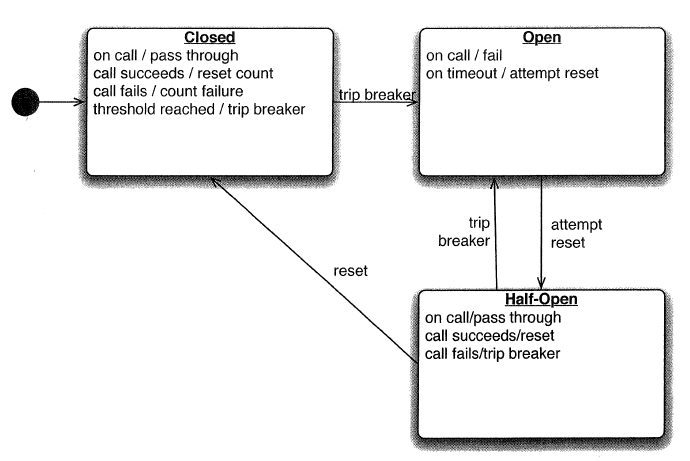 Closed
on call / pass through
call succeeds / reset count
call fails / count failure
threshold reached / trip breaker
trip breaker
Open
on call / fail
on timeout / attempt reset
trip
breaker
attempt
reset
reset
Half-Open
on call/pass through
call succeeds/reset
call fails/trip breaker